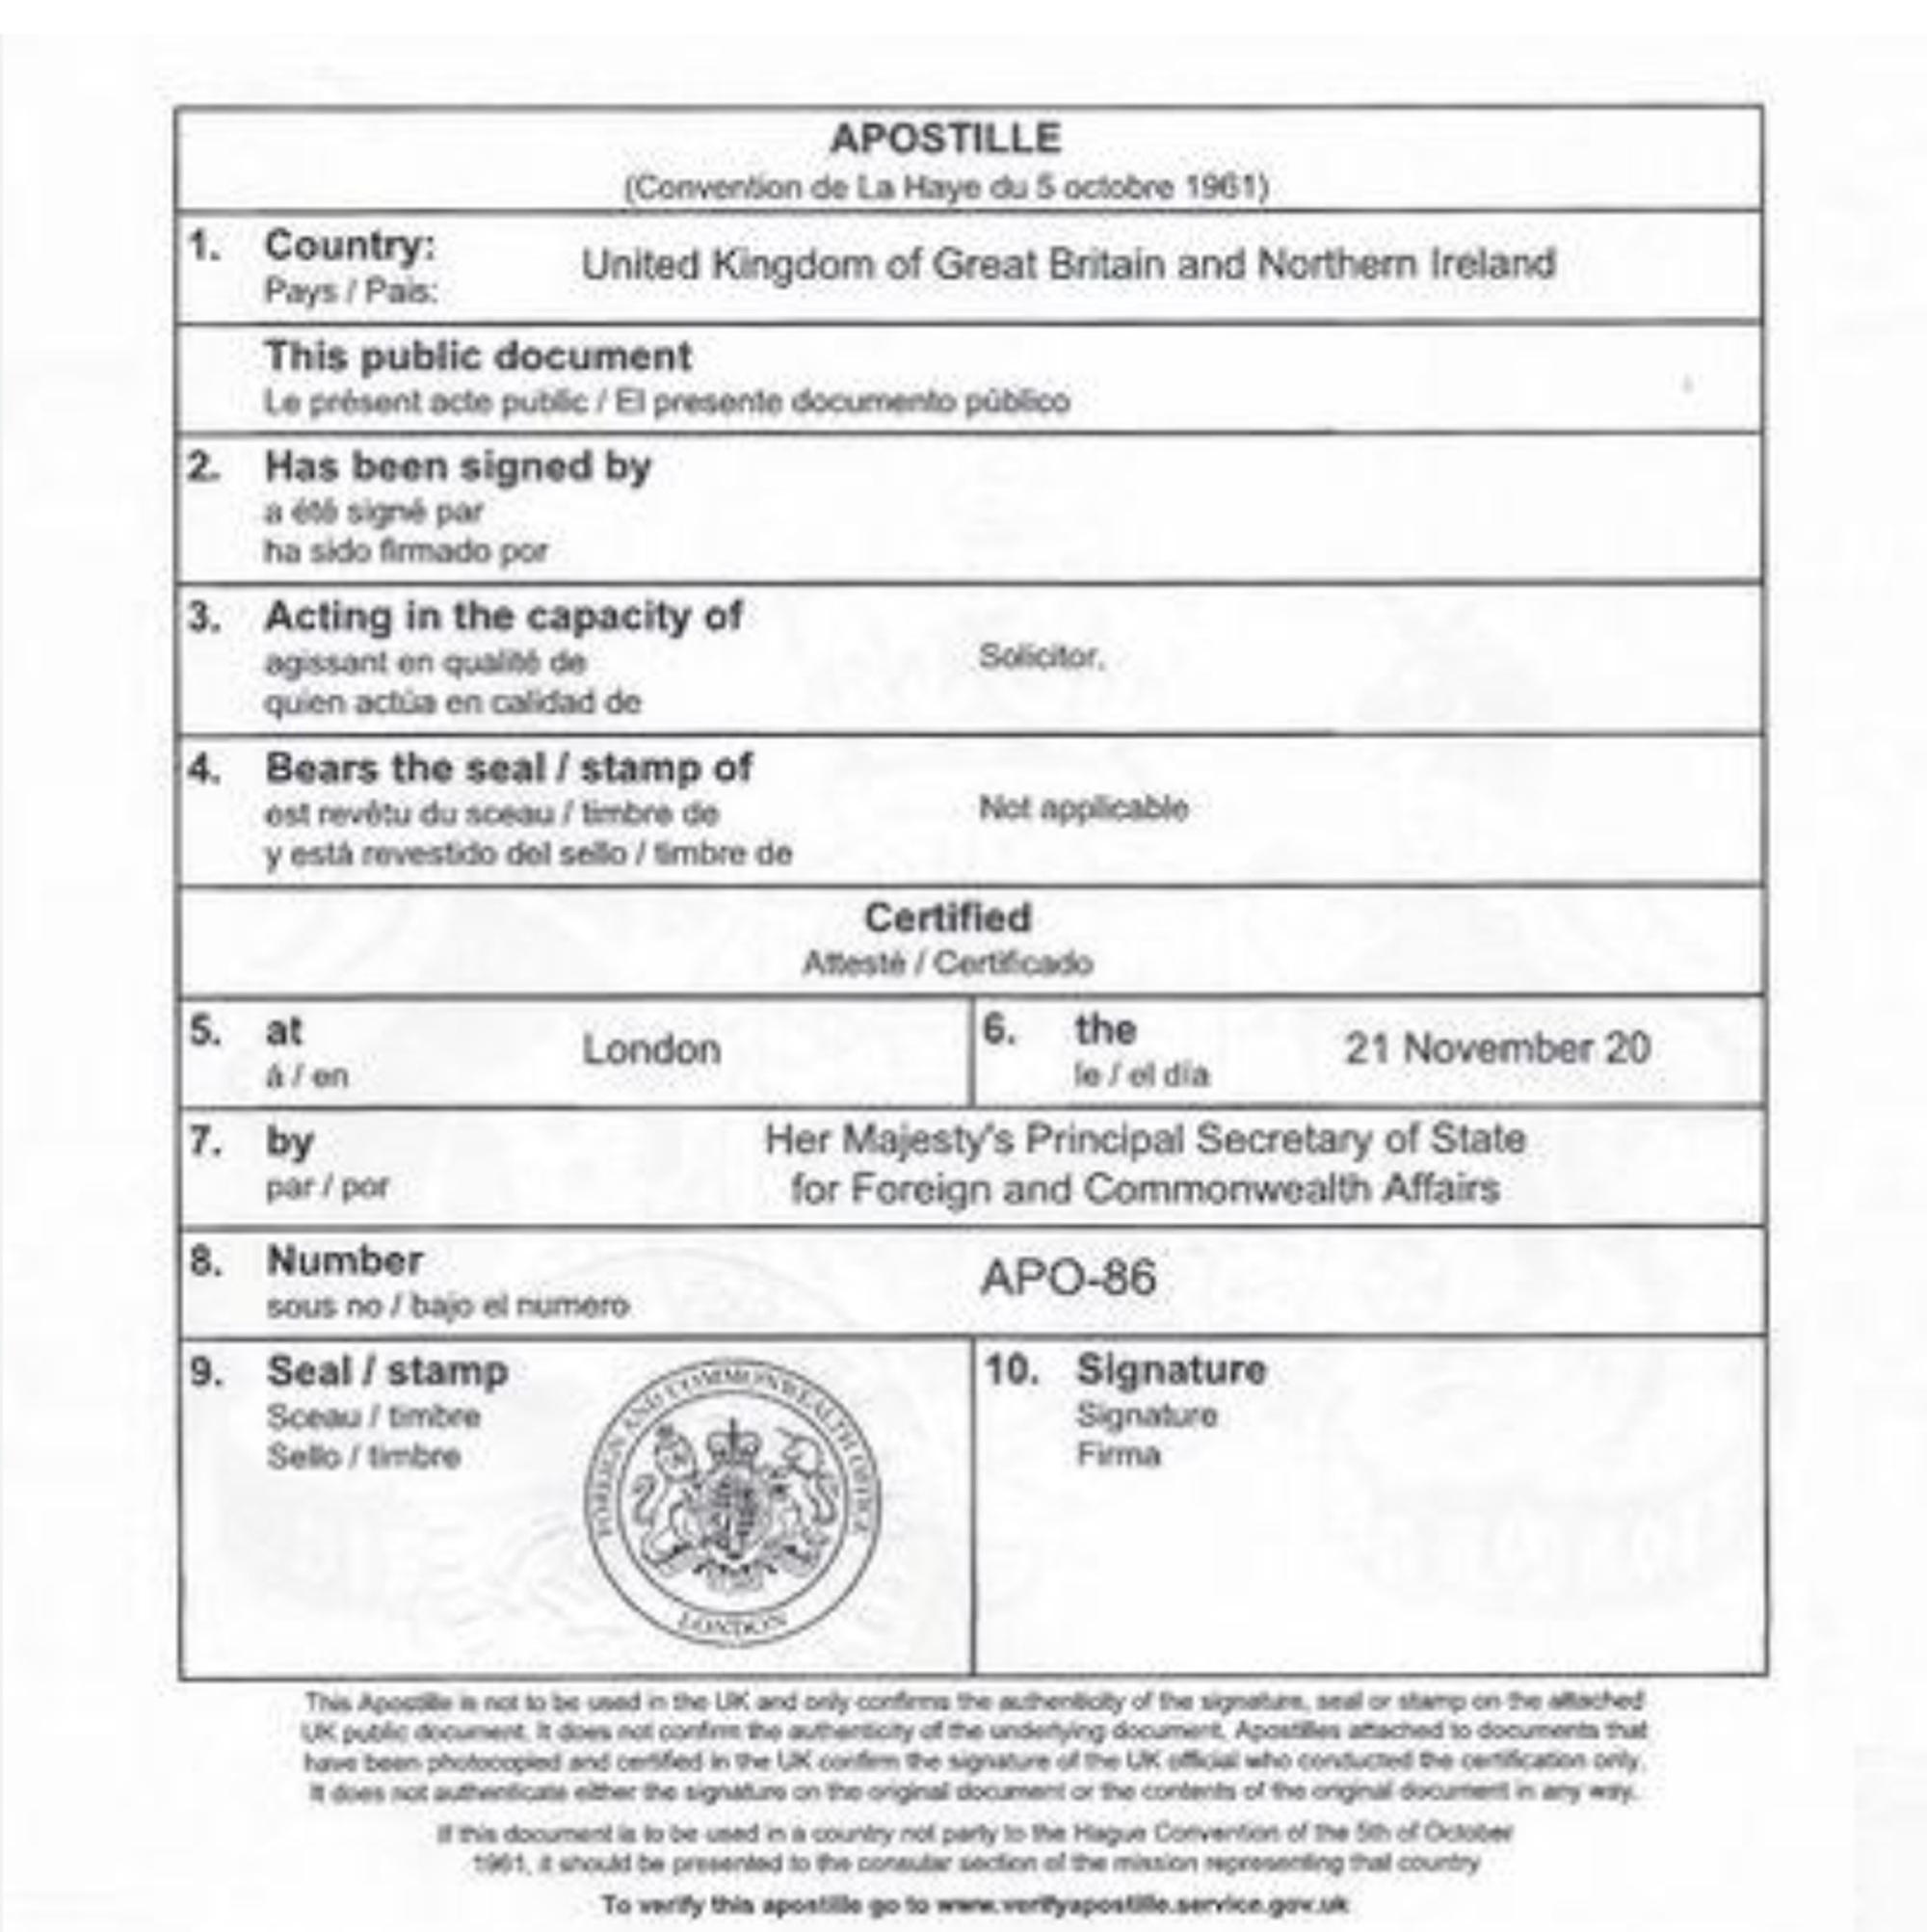 APOSTILLE
(Convention de La Haye du 5 octobre 1961)
1. Country: United Kingdom of Great Britain and Northern Ireland
Pays / Pais:
This public document
Le présent acte public / El presente documento público
2. Has been signed by
a été signé par
ha sido firmado por
3. Acting in the capacity of
agissant en qualité de
Solicitor.
quien actúa en calidad de
4. Bears the seal / stamp of
est revêtu du sceau / timbre de
Not applicable
y está revestido del sello / timbre de
Certified
Attesté / Certificado
5. at London
á / en
6. the 21 November 20
le / el día
7. by
par / por
Her Majesty's Principal Secretary of State
for Foreign and Commonwealth Affairs
8. Number APO-86
sous no / bajo el numero
9. Seal / stamp
Sceau / timbre
Sello / timbre
FOREIGN AND COMMONWEALTH OFFICE
LONDON
10. Signature
Signature
Firma
This Apostille is not to be used in the UK and only confirms the authenticity of the signature, seal or stamp on the attached
UK public document. It does not confirm the authenticity of the underlying document. Apostilles attached to documents that
have been photocopied and certified in the UK confirm the signature of the UK official who conducted the certification only.
It does not authenticate either the signature on the original document or the contents of the original document in any way.
If this document is to be used in a country not party to the Hague Convention of the 5th of October
1961, it should be presented to the consular section of the mission representing that country
To verify this apostille go to www.verifyapostille.service.gov.uk